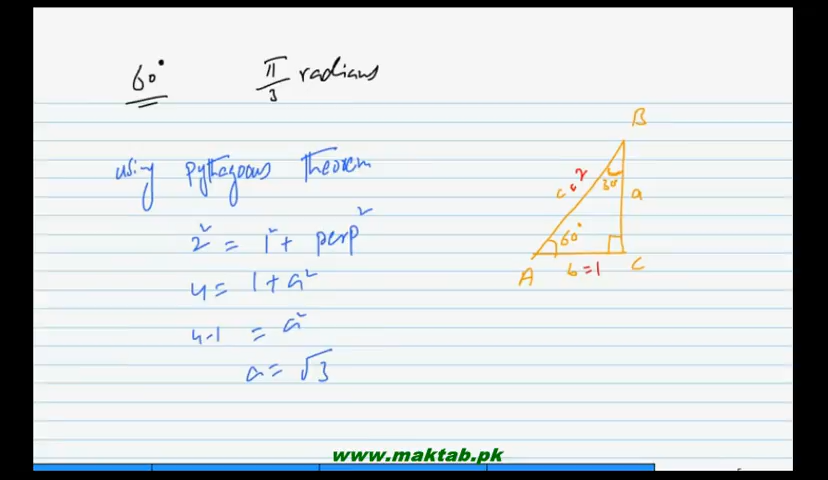 60° π/3 radians
using pythagoous theorem
2² = 1² + perp²
4 = 1 + a²
4-1 = a²
a = √3
B
30°
c = 2
a
60°
A
b = 1
C
www.maktab.pk